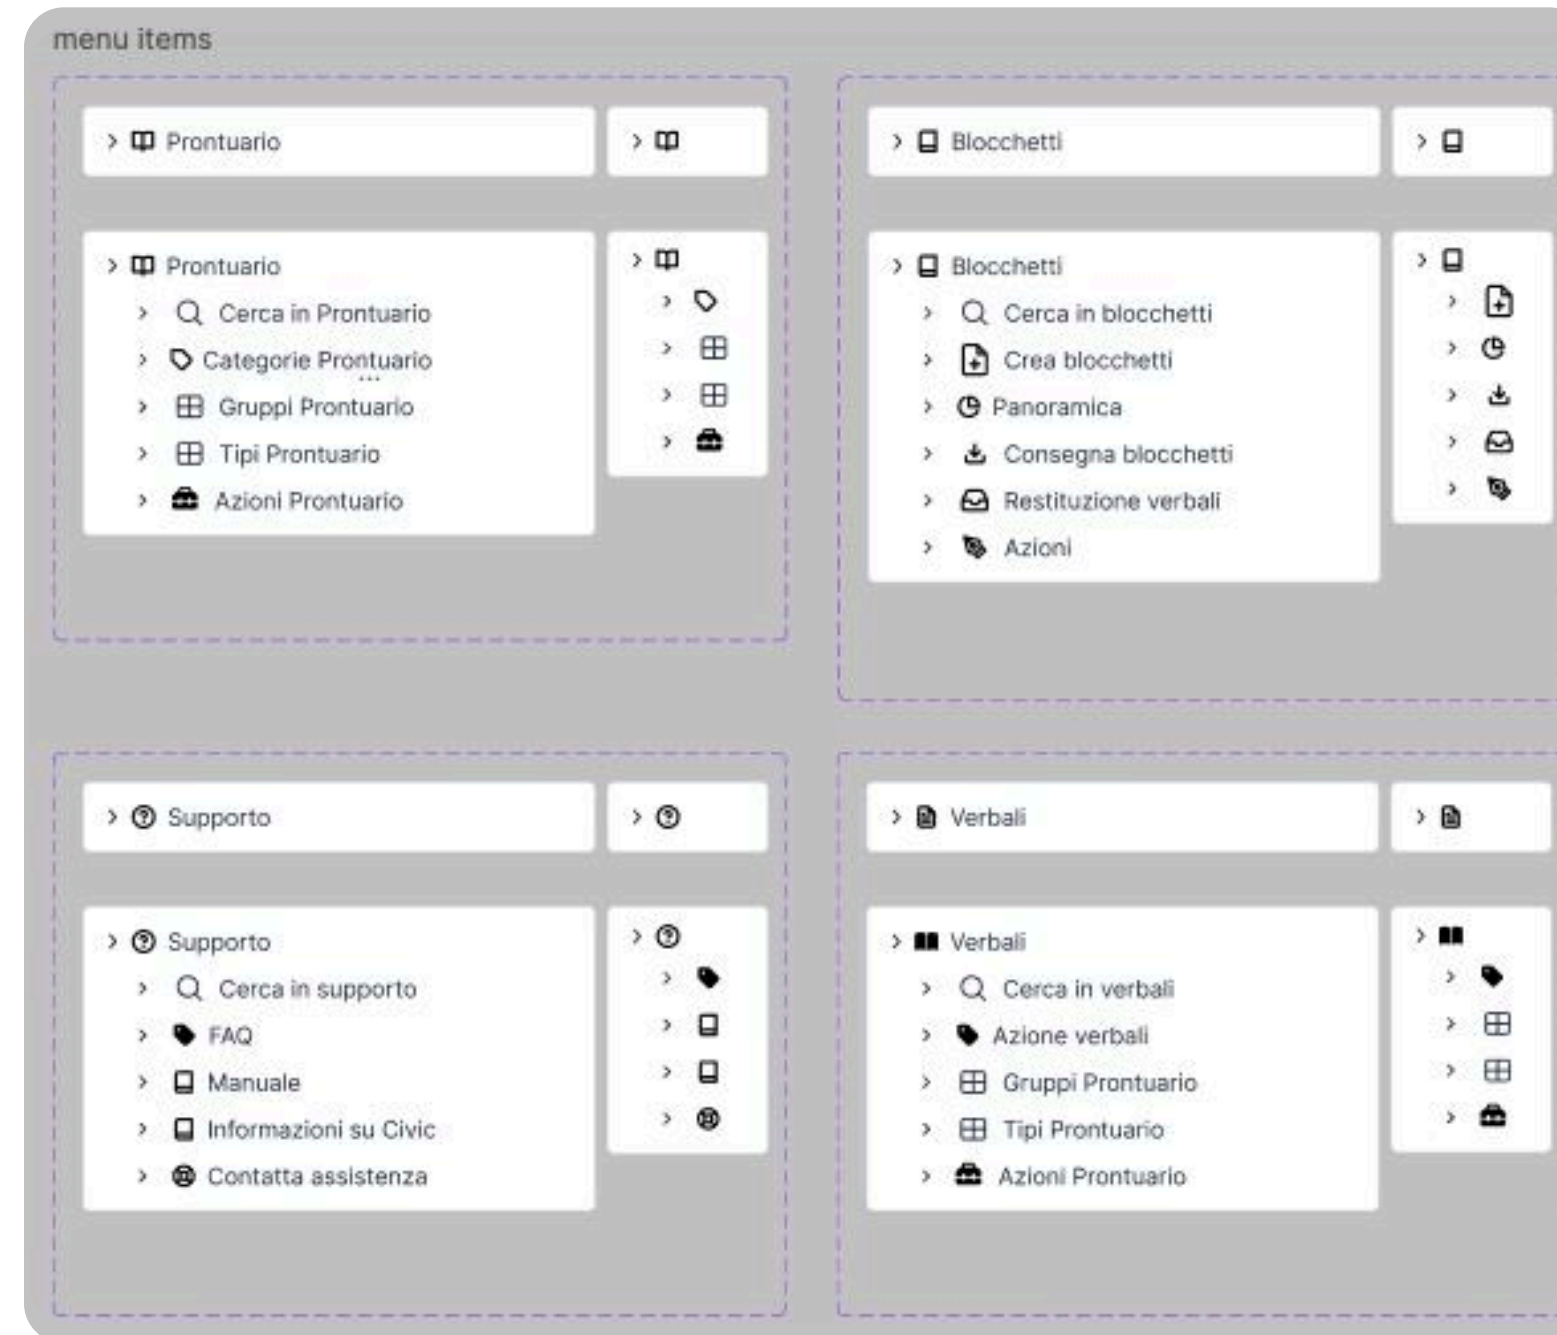 menu items
Prontuario
Prontuario
Cerca in Prontuario
Categorie Prontuario
...
Gruppi Prontuario
Tipi Prontuario
Azioni Prontuario
Blocchetti
Blocchetti
Cerca in blocchetti
Crea blocchetti
Panoramica
Consegna blocchetti
Restituzione verbali
Azioni
Supporto
Supporto
Cerca in supporto
FAQ
Manuale
Informazioni su Civic
Contatta assistenza
Verbali
Verbali
Cerca in verbali
Azione verbali
Gruppi Prontuario
Tipi Prontuario
Azioni Prontuario